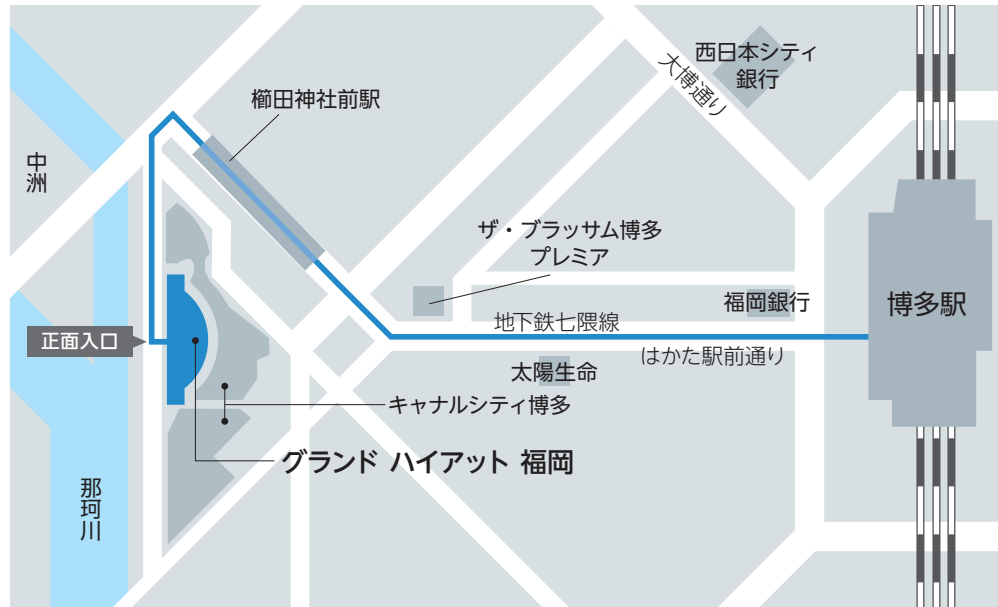 西日本シティ
銀行
大博通り
櫛田神社前駅
中洲
ザ・ブラッサム博多
プレミア
福岡銀行
博多駅
地下鉄七隈線
正面入口
はかた駅前通り
太陽生命
キャナルシティ博多
グランド ハイアット 福岡
那珂川